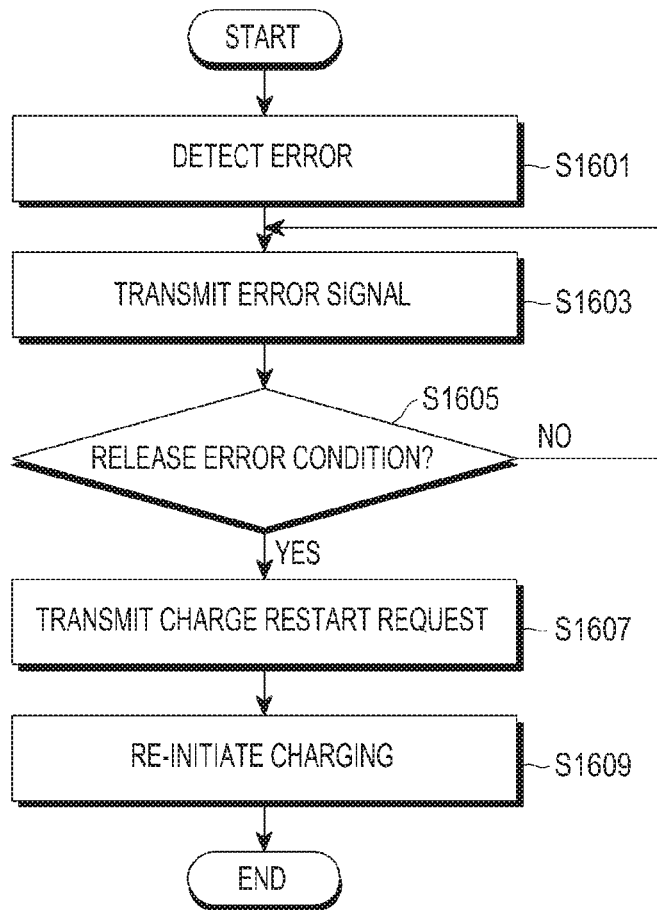 START
DETECT ERROR
S1601
TRANSMIT ERROR SIGNAL
S1603
S1605
RELEASE ERROR CONDITION?
NO
YES
TRANSMIT CHARGE RESTART REQUEST
S1607
RE-INITIATE CHARGING
S1609
END